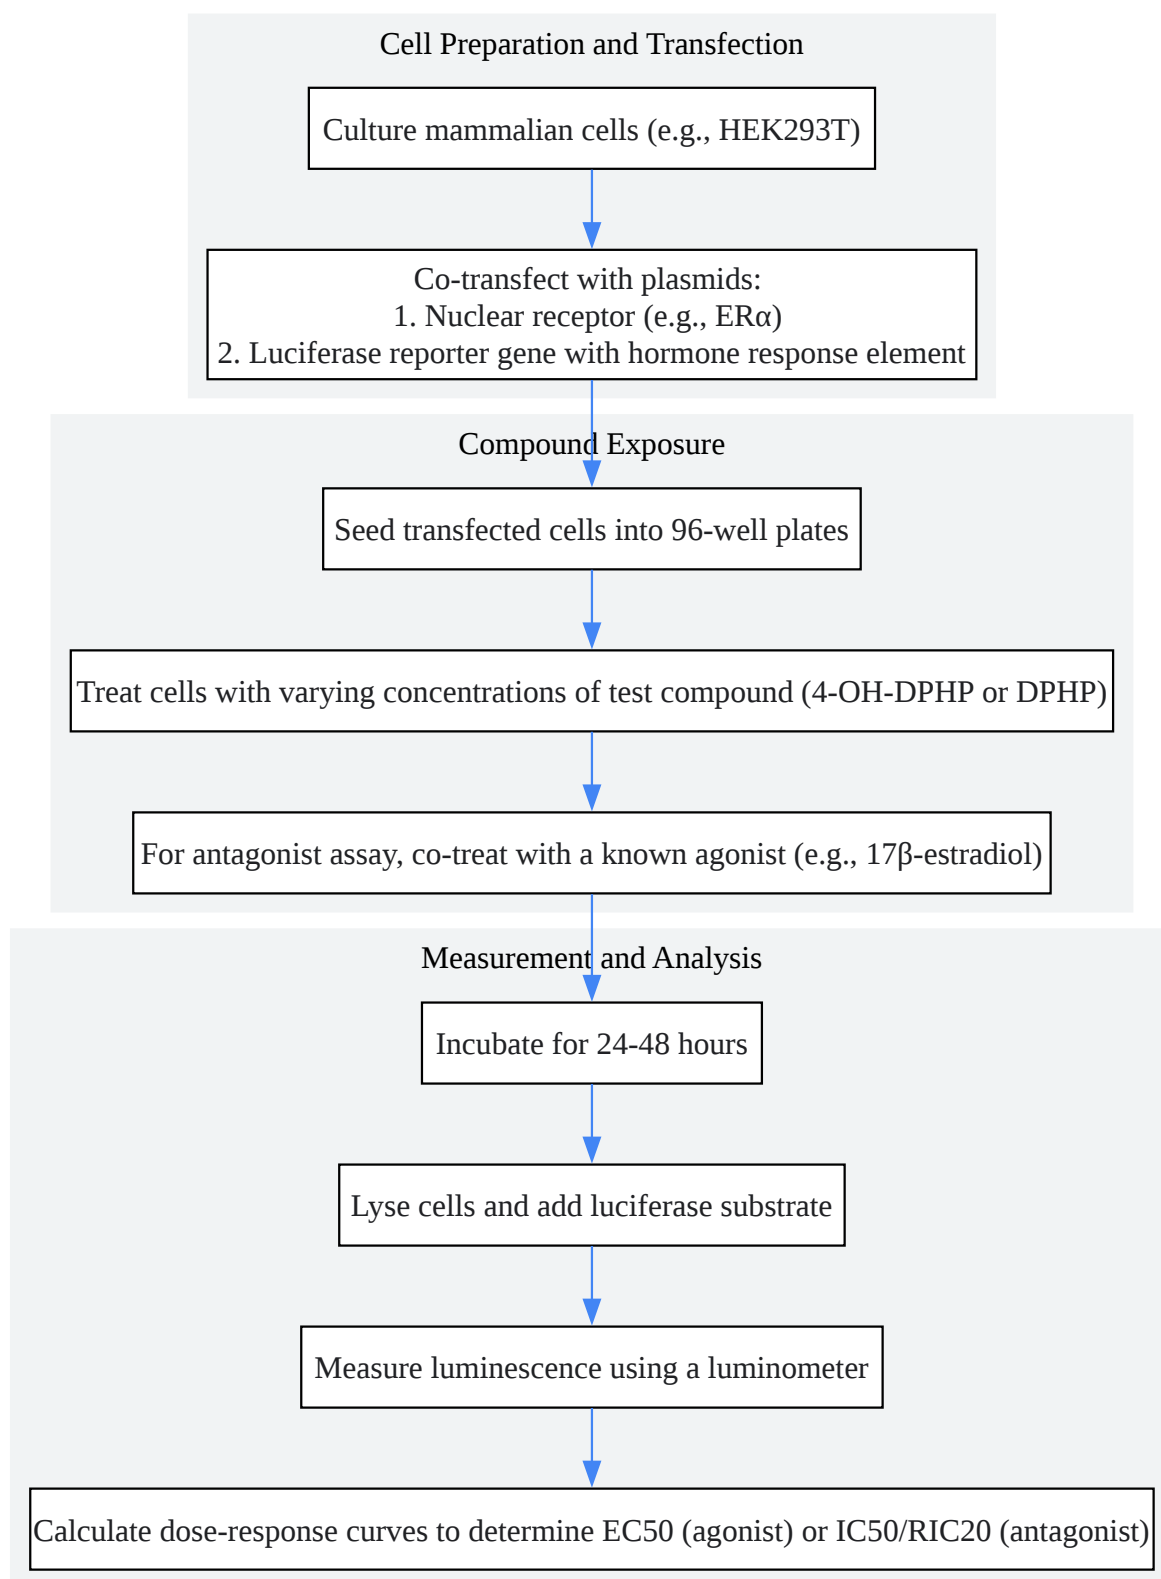 Cell Preparation and Transfection
Culture mammalian cells (e.g., HEK293T)
Co-transfect with plasmids:
1. Nuclear receptor (e.g., ERα)
2. Luciferase reporter gene with hormone response element
Compound Exposure
Seed transfected cells into 96-well plates
Treat cells with varying concentrations of test compound (4-OH-DPHP or DPHP)
For antagonist assay, co-treat with a known agonist (e.g., 17β-estradiol)
Measurement and Analysis
Incubate for 24-48 hours
Lyse cells and add luciferase substrate
Measure luminescence using a luminometer
Calculate dose-response curves to determine EC50 (agonist) or IC50/RIC20 (antagonist)